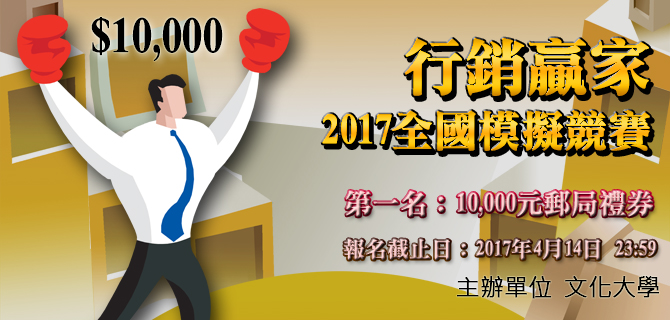 $10,000
行銷贏家
2017全國模擬競賽
第一名：10,000元郵局禮券
報名截止日：2017年4月14日 23:59
主辦單位 文化大學